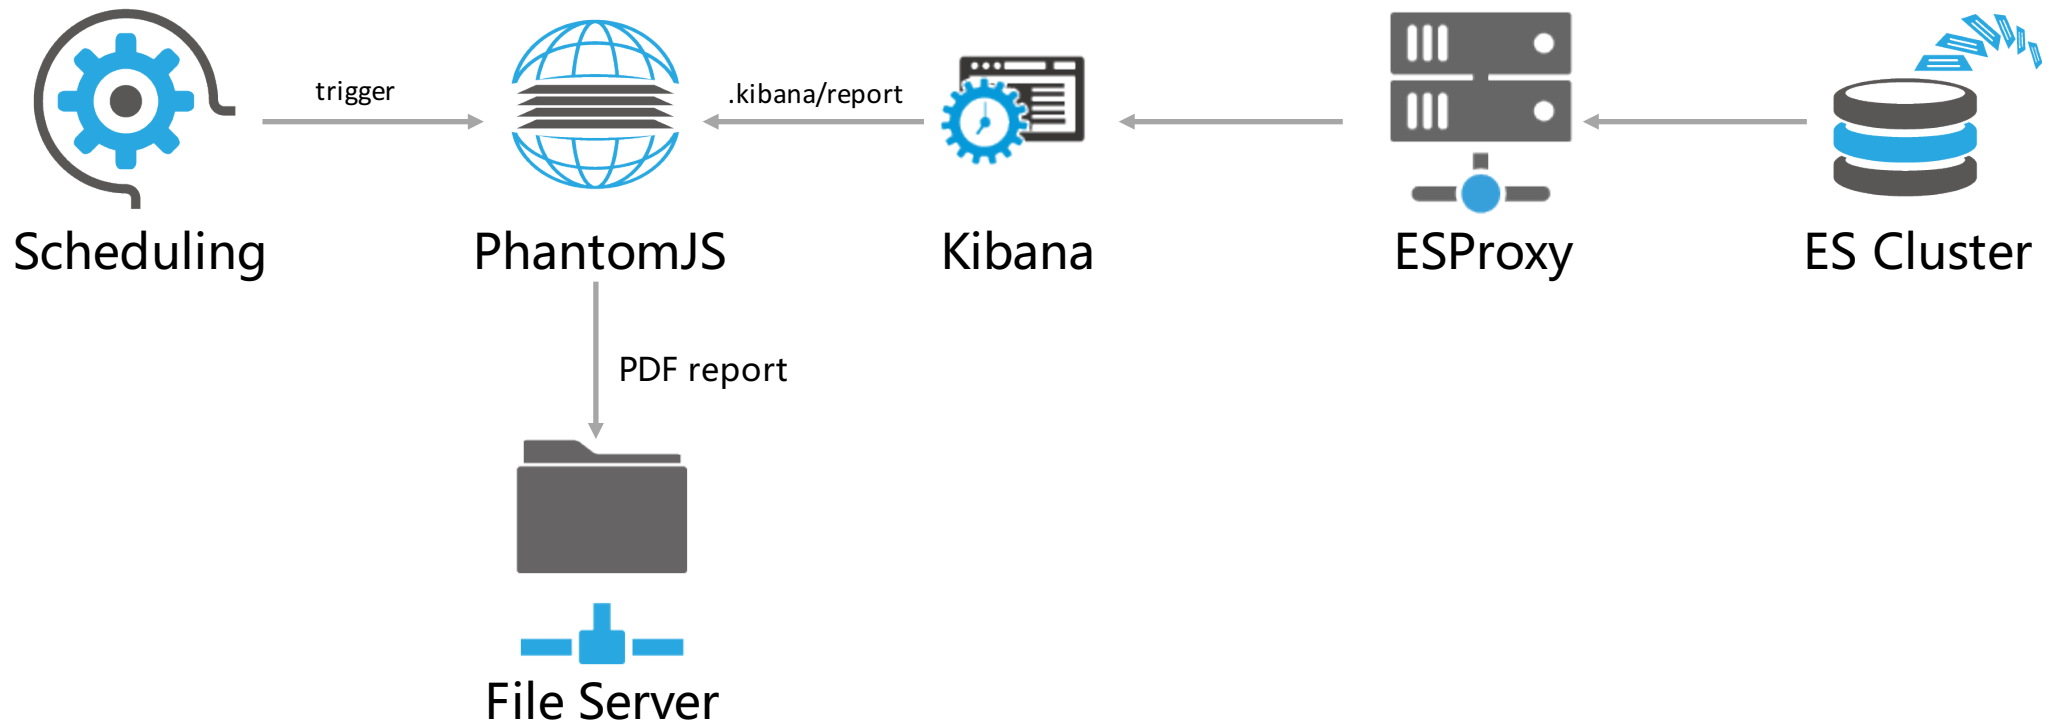 trigger
.kibana/report
Scheduling
PhantomJS
Kibana
ESProxy
ES Cluster
PDF report
File Server